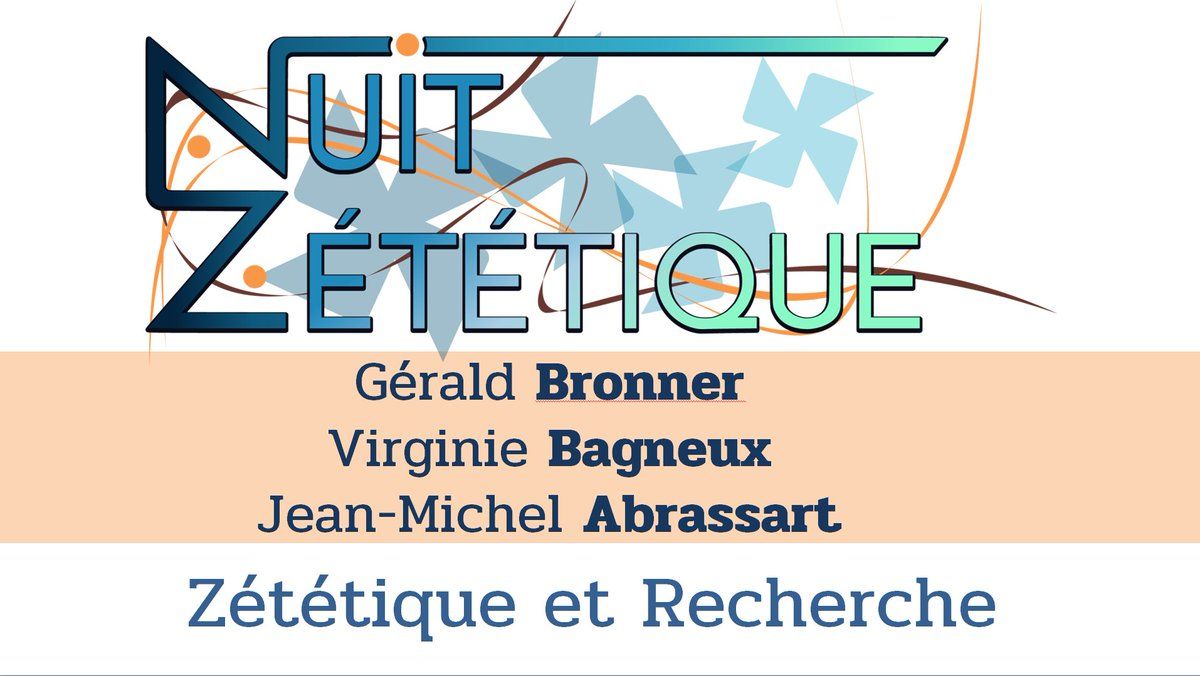 NUIT
ZÉTÉTIQUE
Gérald Bronner
Virginie Bagneux
Jean-Michel Abrassart
Zététique et Recherche